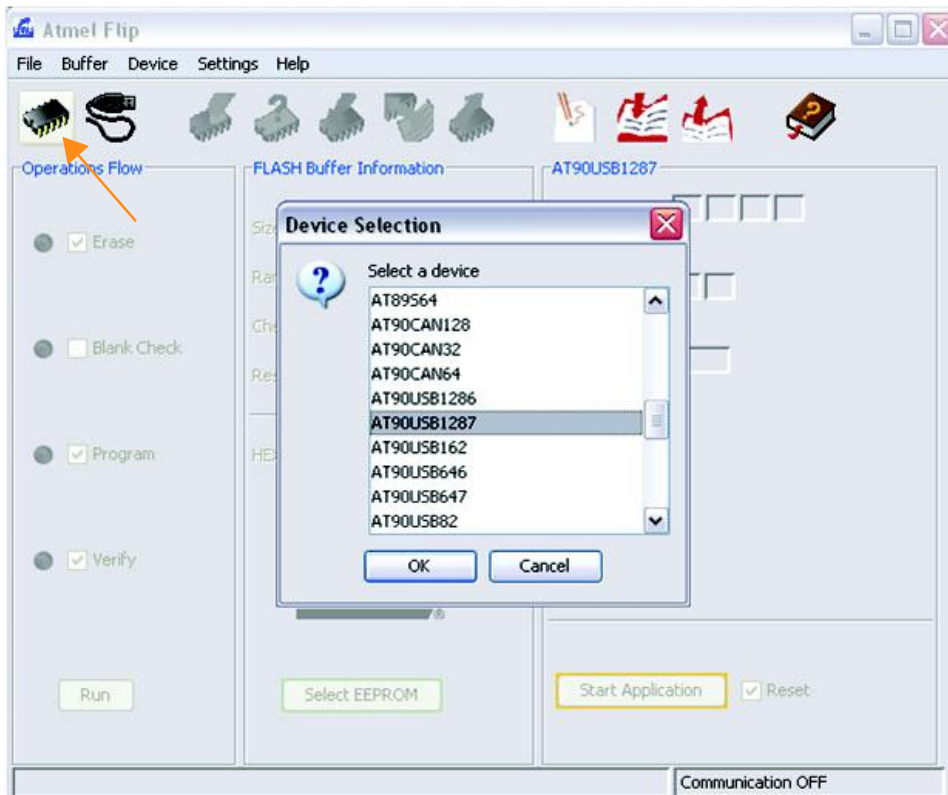 Atmel Flip
File Buffer Device Settings Help
Operations Flow
FLASH Buffer Information
AT90USB1287
Erase
Blank Check
Program
Verify
Run
Device Selection
Select a device
AT89564
AT90CAN128
AT90CAN32
AT90CAN64
AT90USB1286
AT90USB1287
AT90USB162
AT90USB646
AT90USB647
AT90USB82
OK
Cancel
®
Select EEPROM
Start Application
Reset
Communication OFF